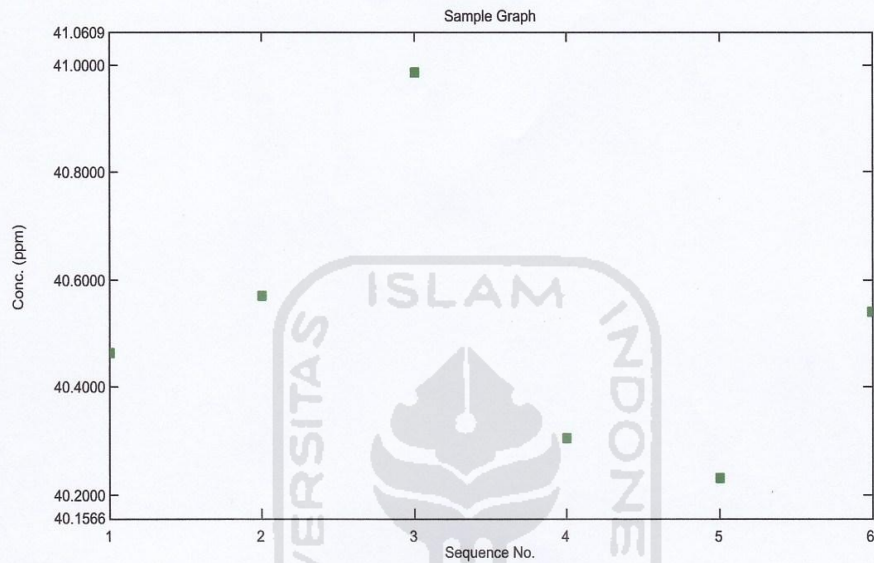 Sample Graph
41.0609
41.0000
40.8000
40.6000
40.4000
40.2000
40.1566
Conc. (ppm)
1 2 3 4 5 6
Sequence No.
ISLAM
VERSITAS
INDONE